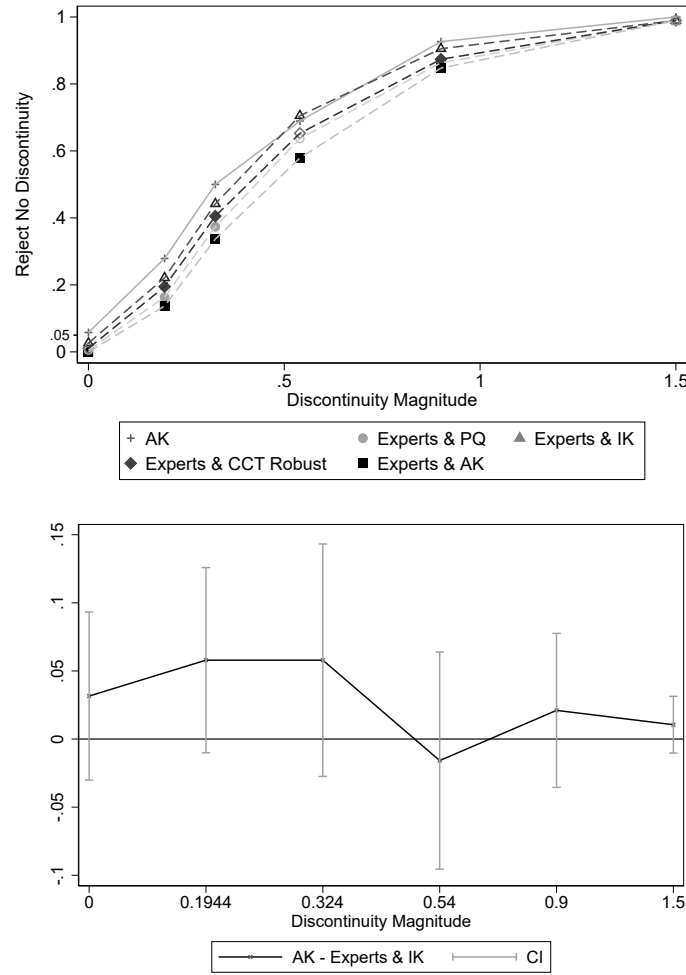 1
.8
.6
.4
.2
.05
0
Reject No Discontinuity
0 .5 1 1.5
Discontinuity Magnitude
AK Experts & PQ Experts & IK
Experts & CCT Robust Experts & AK
.15
.1
.05
0
-.05
-.1
0 0.1944 0.324 0.54 0.9 1.5
Discontinuity Magnitude
AK - Experts & IK CI